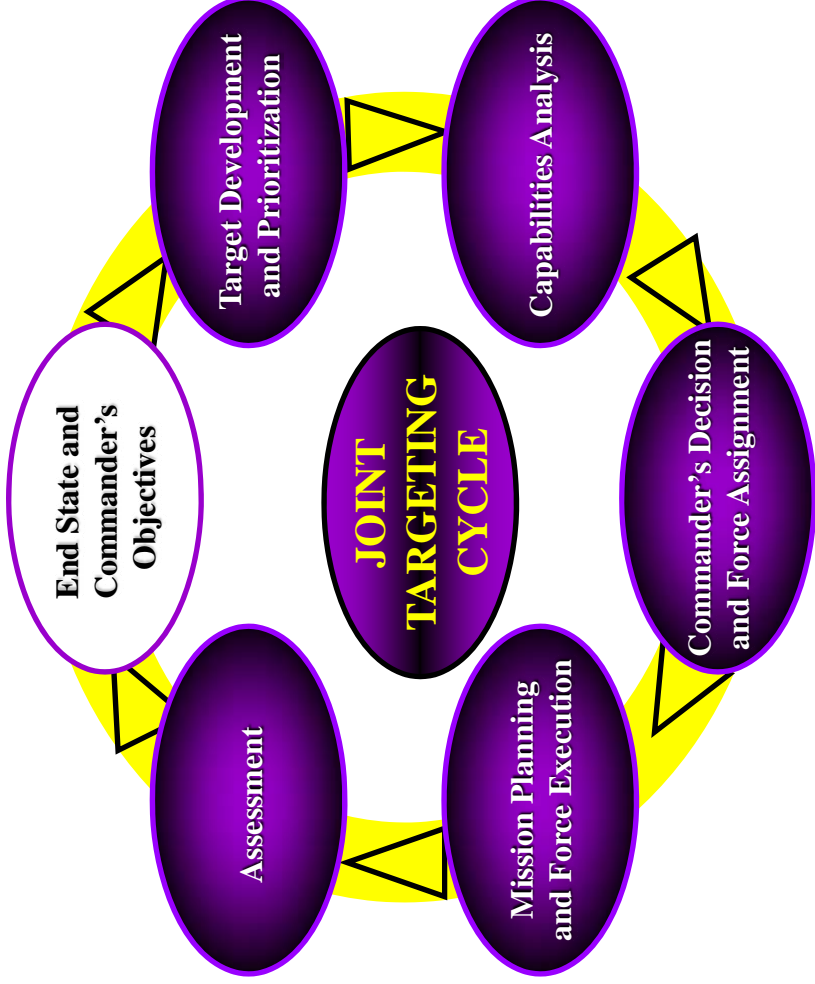 End State and
Commander’s
Objectives
Target Development
and Prioritization
Capabilities Analysis
Commander’s Decision
and Force Assignment
Mission Planning
and Force Execution
Assessment
JOINT
TARGETING
CYCLE